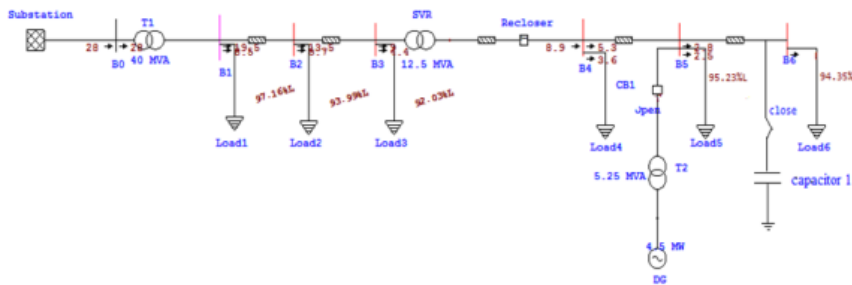 Substation
T1
SVR
Recloser
28
40 MVA
B0
B1
B2
B3
12.5 MVA
8.9
5.3
3.6
B4
B5
B6
97.16%L
93.99%L
92.03%L
95.23%L
94.35%
CB1
Open
close
Load1
Load2
Load3
Load4
Load5
Load6
5.25 MVA
T2
capacitor 1
4.5 MW
DG